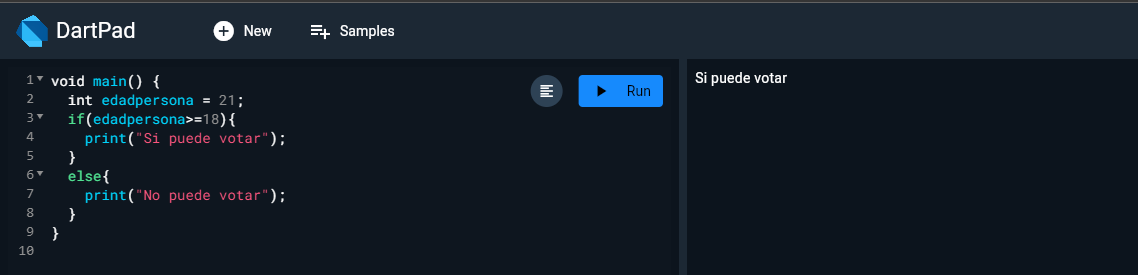 DartPad
New
Samples
1 void main() {
2   int edadpersona = 21;
3   if(edadpersona>=18){
4     print("Si puede votar");
5   }
6   else{
7     print("No puede votar");
8   }
9 }
10
Run
Si puede votar